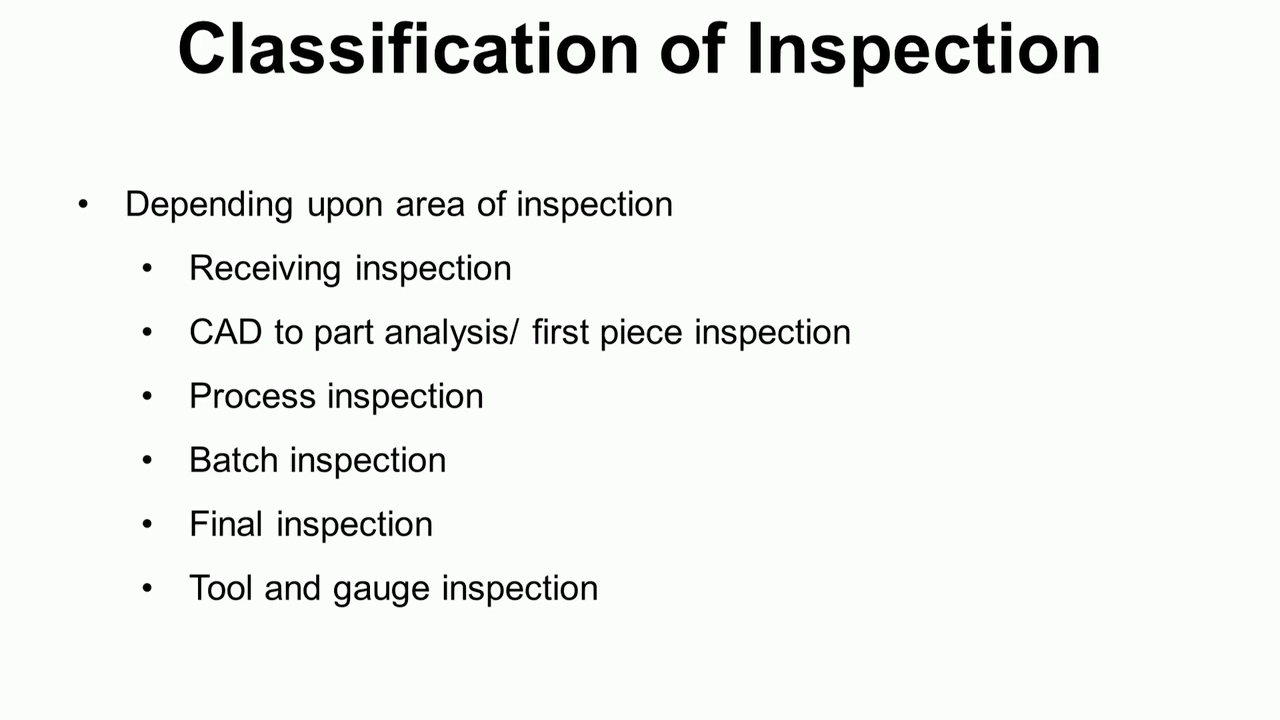 Classification of Inspection
• Depending upon area of inspection
• Receiving inspection
• CAD to part analysis/ first piece inspection
• Process inspection
• Batch inspection
• Final inspection
• Tool and gauge inspection